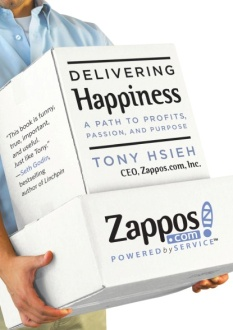 DELIVERING
Happiness
A PATH TO PROFITS,
PASSION, AND PURPOSE
TONY HSIEH
CEO, Zappos.com, Inc.
"This book is funny,
true, important,
and useful.
Just like Tony."
—Seth Godin,
bestselling
author of Linchpin
Zappos!
.com
POWERED by SERVICE™